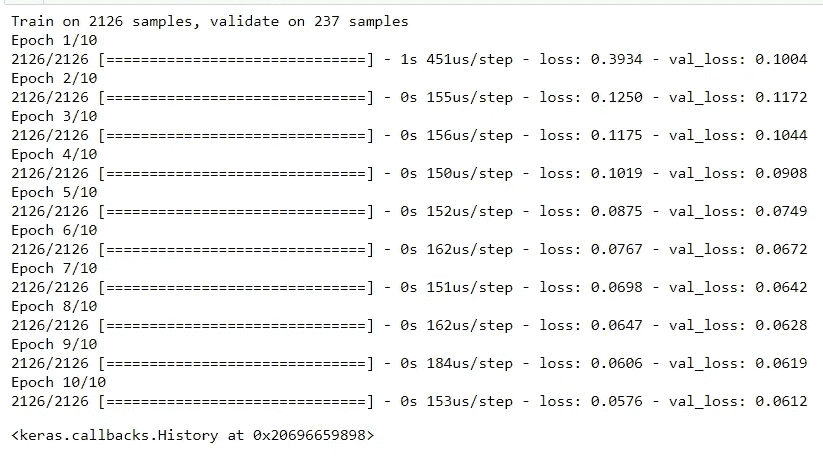 Train on 2126 samples, validate on 237 samples
Epoch 1/10
2126/2126 [==============================] - 1s 451us/step - loss: 0.3934 - val_loss: 0.1004
Epoch 2/10
2126/2126 [==============================] - 0s 155us/step - loss: 0.1250 - val_loss: 0.1172
Epoch 3/10
2126/2126 [==============================] - 0s 156us/step - loss: 0.1175 - val_loss: 0.1044
Epoch 4/10
2126/2126 [==============================] - 0s 150us/step - loss: 0.1019 - val_loss: 0.0908
Epoch 5/10
2126/2126 [==============================] - 0s 152us/step - loss: 0.0875 - val_loss: 0.0749
Epoch 6/10
2126/2126 [==============================] - 0s 162us/step - loss: 0.0767 - val_loss: 0.0672
Epoch 7/10
2126/2126 [==============================] - 0s 151us/step - loss: 0.0698 - val_loss: 0.0642
Epoch 8/10
2126/2126 [==============================] - 0s 162us/step - loss: 0.0647 - val_loss: 0.0628
Epoch 9/10
2126/2126 [==============================] - 0s 184us/step - loss: 0.0606 - val_loss: 0.0619
Epoch 10/10
2126/2126 [==============================] - 0s 153us/step - loss: 0.0576 - val_loss: 0.0612
<keras.callbacks.History at 0x20696659898>